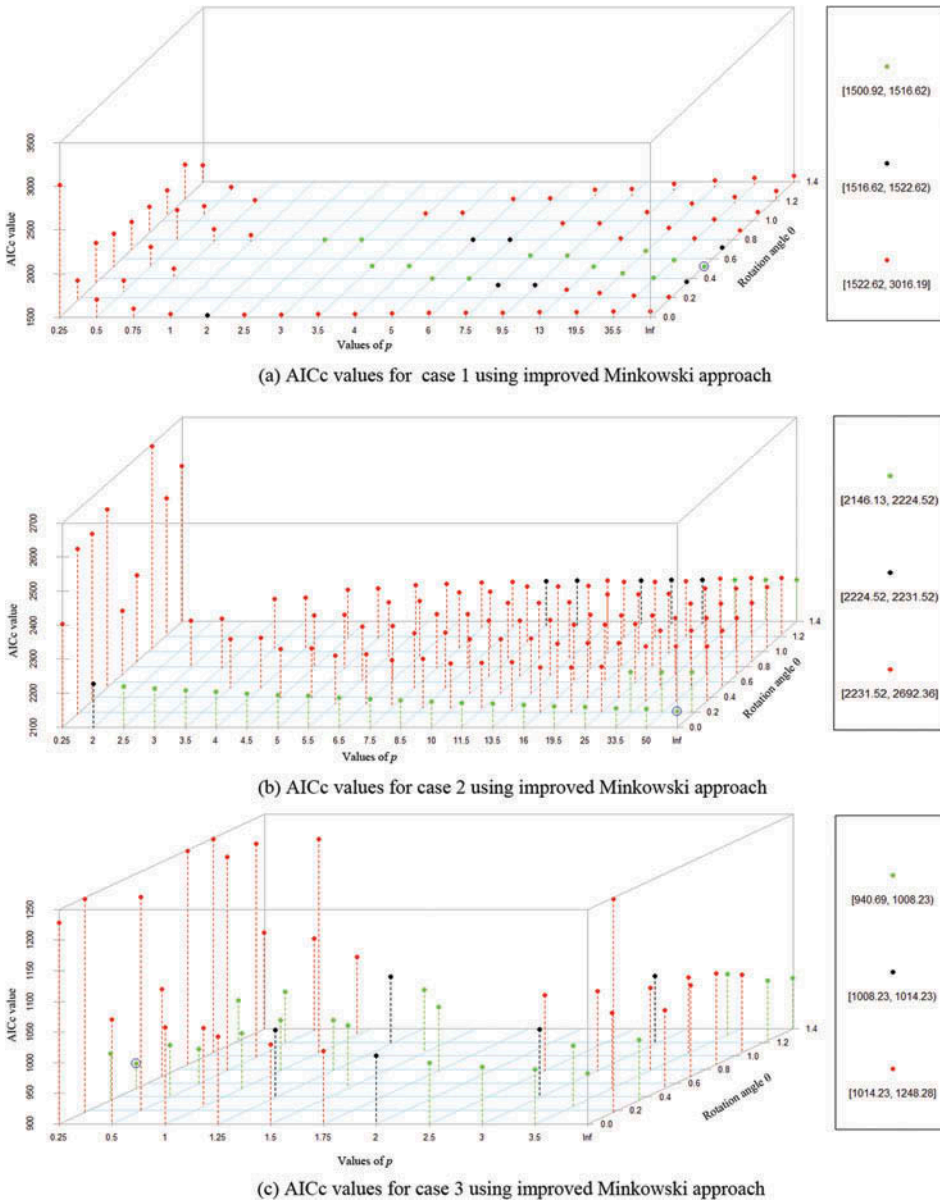 3500
3000
2500
2000
1500
AICc value
0.25 0.5 0.75 1 2 2.5 3 3.5 4 5 6 7.5 9.5 13 19.5 35.5 Inf
Values of p
0.0 0.2 0.4 0.6 0.8 1.0 1.2 1.4
Rotation angle θ
[1500.92, 1516.62)
[1516.62, 1522.62)
[1522.62, 3016.19]
(a) AICc values for case 1 using improved Minkowski approach
2700
2600
2500
2400
2300
2200
2100
AICc value
0.25 2 2.5 3 3.5 4 4.5 5 5.5 6.5 7.5 8.5 10 11.5 13.5 16 19.5 25 33.5 50 Inf
Values of p
0.0 0.2 0.4 0.6 0.8 1.0 1.2 1.4
Rotation angle θ
[2146.13, 2224.52)
[2224.52, 2231.52)
[2231.52, 2692.36]
(b) AICc values for case 2 using improved Minkowski approach
1250
1200
1150
1100
1050
1000
950
900
AICc value
0.25 0.5 1 1.25 1.5 1.75 2 2.5 3 3.5 Inf
Values of p
0.0 0.2 0.4 0.6 0.8 1.0 1.2 1.4
Rotation angle θ
[940.69, 1008.23)
[1008.23, 1014.23)
[1014.23, 1248.28]
(c) AICc values for case 3 using improved Minkowski approach